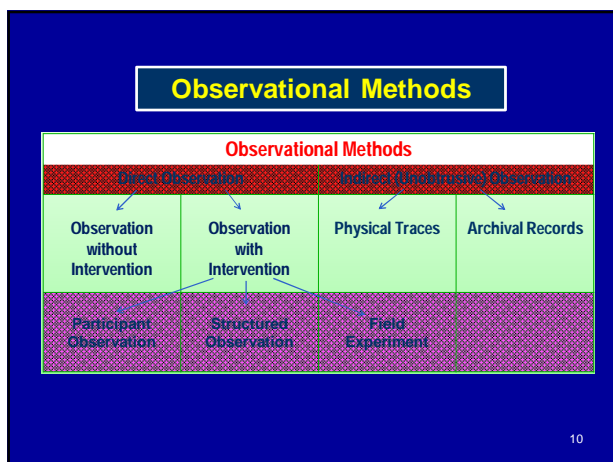 Observational Methods
Observational Methods
Direct Observation
Indirect (Unobtrusive) Observation
Observation
without
Intervention
Observation
with
Intervention
Physical Traces
Archival Records
Participant
Observation
Structured
Observation
Field
Experiment
10